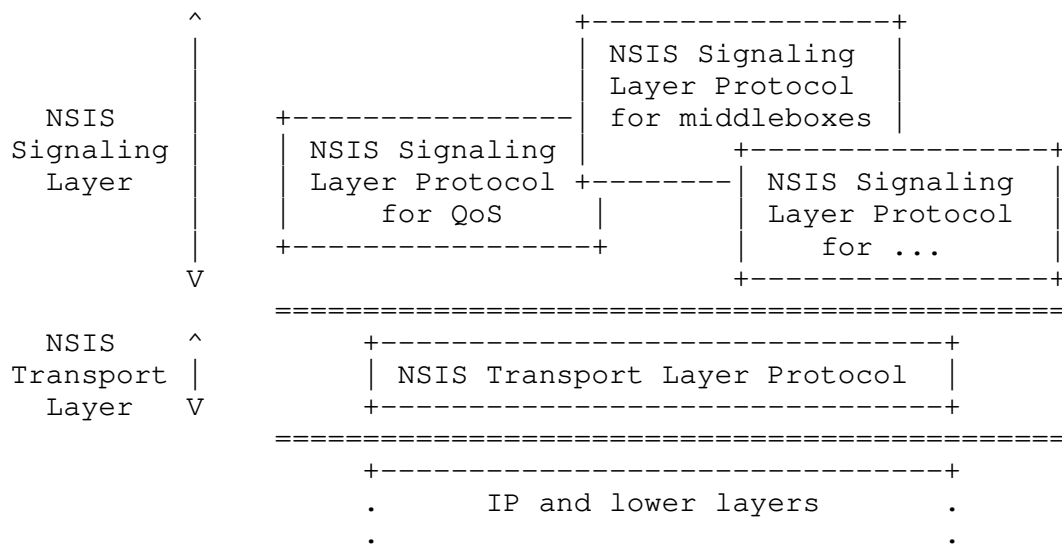 ^ +-----------------+
| | NSIS Signaling |
| | Layer Protocol |
NSIS | +----------------| for middleboxes |
Signaling | | NSIS Signaling | +-----------------+
Layer | | Layer Protocol +--------| NSIS Signaling |
| | for QoS | | Layer Protocol |
| +-----------------+ | for ... |
V +-----------------+
=============================================
NSIS ^ +--------------------------------+
Transport | | NSIS Transport Layer Protocol |
Layer V +--------------------------------+
=============================================
+--------------------------------+
. IP and lower layers .
. .